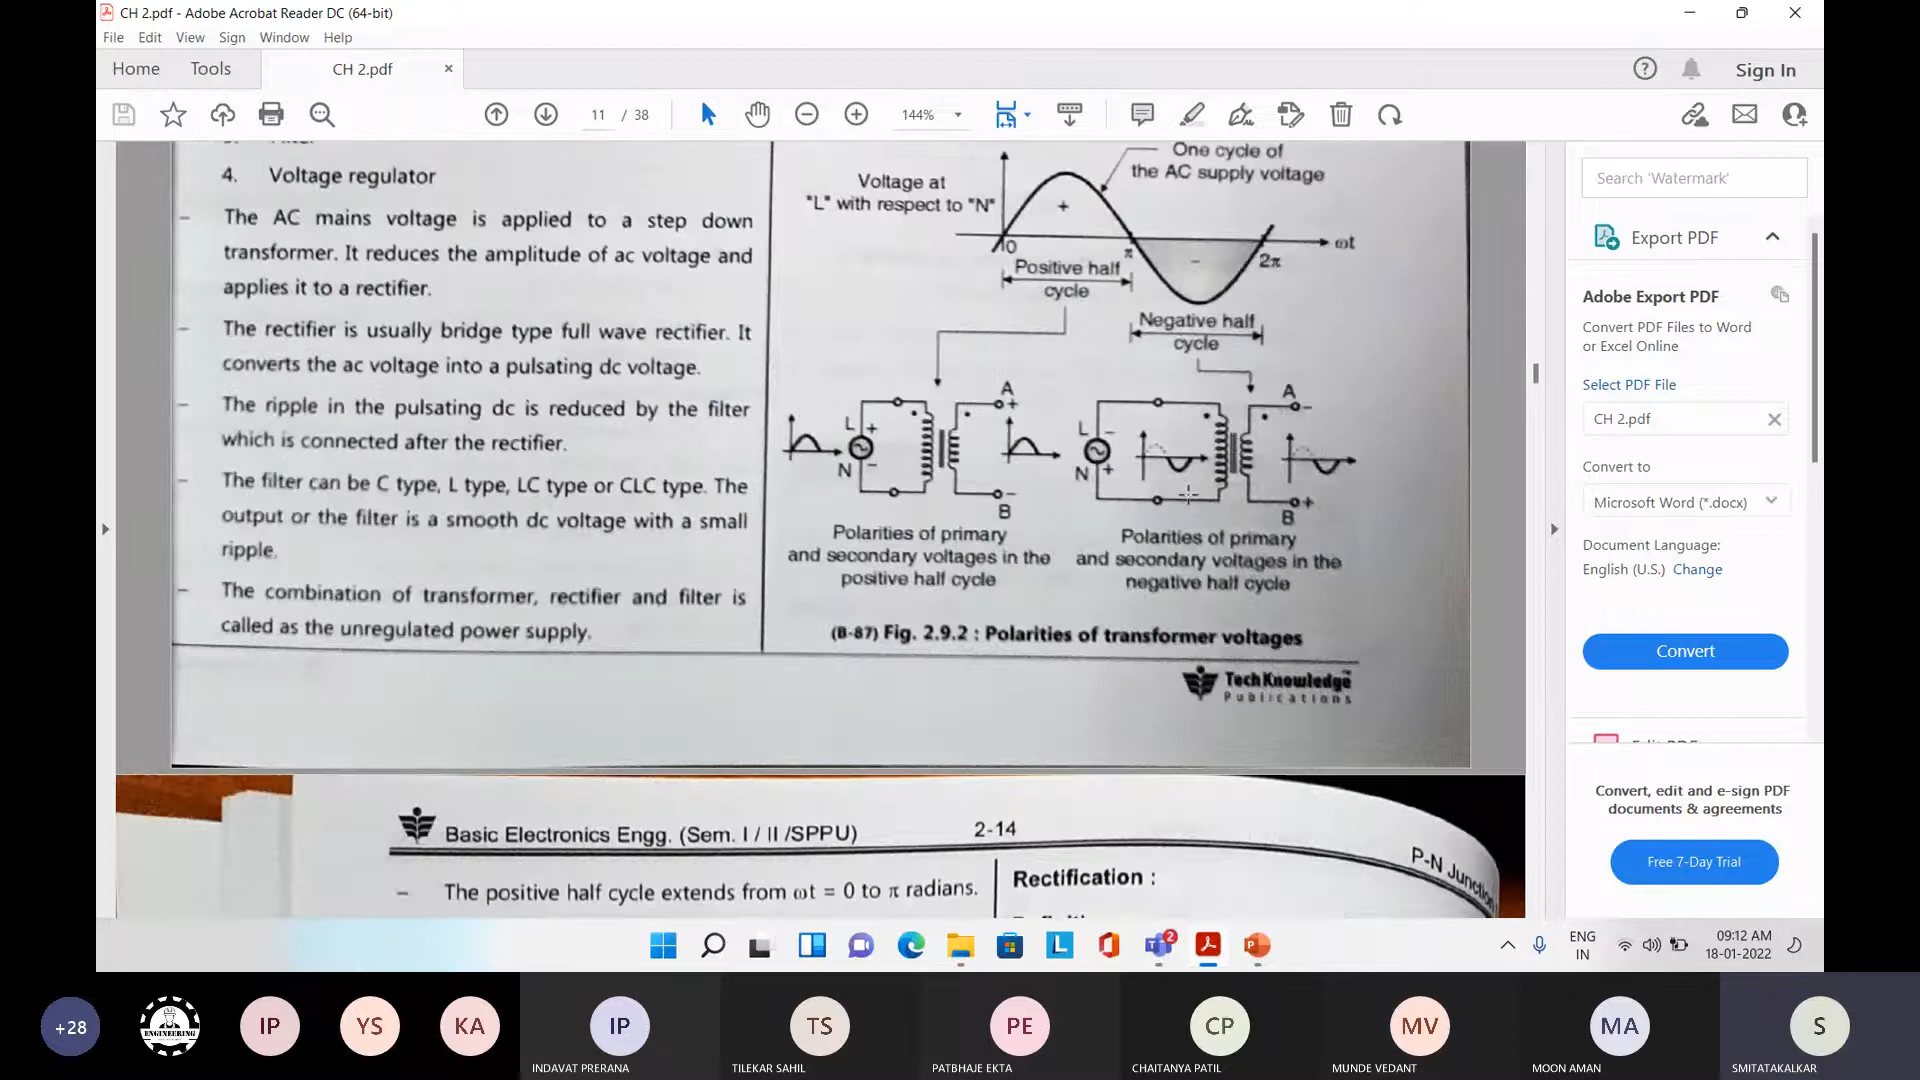 CH 2.pdf - Adobe Acrobat Reader DC (64-bit)
File Edit View Sign Window Help
Home Tools CH 2.pdf × Sign In
11 / 38 144%
4. Voltage regulator
– The AC mains voltage is applied to a step down
transformer. It reduces the amplitude of ac voltage and
applies it to a rectifier.
– The rectifier is usually bridge type full wave rectifier. It
converts the ac voltage into a pulsating dc voltage.
– The ripple in the pulsating dc is reduced by the filter
which is connected after the rectifier.
– The filter can be C type, L type, LC type or CLC type. The
output or the filter is a smooth dc voltage with a small
ripple.
– The combination of transformer, rectifier and filter is
called as the unregulated power supply.
One cycle of
the AC supply voltage
Voltage at
"L" with respect to "N"
+
0
π
-
2π
ωt
Positive half
cycle
Negative half
cycle
A
+
L +
N -
-
B
A
-
L -
N +
+
B
Polarities of primary
and secondary voltages in the
positive half cycle
Polarities of primary
and secondary voltages in the
negative half cycle
(B-87) Fig. 2.9.2 : Polarities of transformer voltages
TechKnowledge
Publications
Basic Electronics Engg. (Sem. I / II /SPPU) 2-14
P-N Junction
– The positive half cycle extends from ωt = 0 to π radians.
Rectification :
Search 'Watermark'
Export PDF
Adobe Export PDF
Convert PDF Files to Word
or Excel Online
Select PDF File
CH 2.pdf
Convert to
Microsoft Word (*.docx)
Document Language:
English (U.S.) Change
Convert
Convert, edit and e-sign PDF
documents & agreements
Free 7-Day Trial
2
ENG
IN
09:12 AM
18-01-2022
+28
ENGINEERING
IP
YS
KA
IP
INDAVAT PRERANA
TS
TILEKAR SAHIL
PE
PATBHAJE EKTA
CP
CHAITANYA PATIL
MV
MUNDE VEDANT
MA
MOON AMAN
S
SMITATAKALKAR